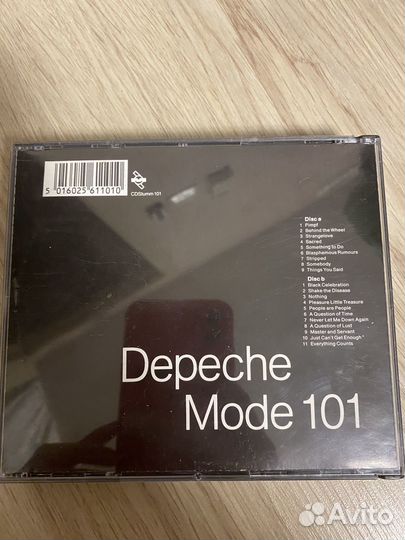 5 016025 611010
MUTE
CDStumm 101
Disc a
1 Pimpf
2 Behind the Wheel
3 Strangelove
4 Sacred
5 Something to Do
6 Blasphemous Rumours
7 Stripped
8 Somebody
9 Things You Said
Disc b
1 Black Celebration
2 Shake the Disease
3 Nothing
4 Pleasure Little Treasure
5 People are People
6 A Question of Time
7 Never Let Me Down Again
8 A Question of Lust
9 Master and Servant
10 Just Can't Get Enough*
11 Everything Counts
Depeche
Mode 101
Avito